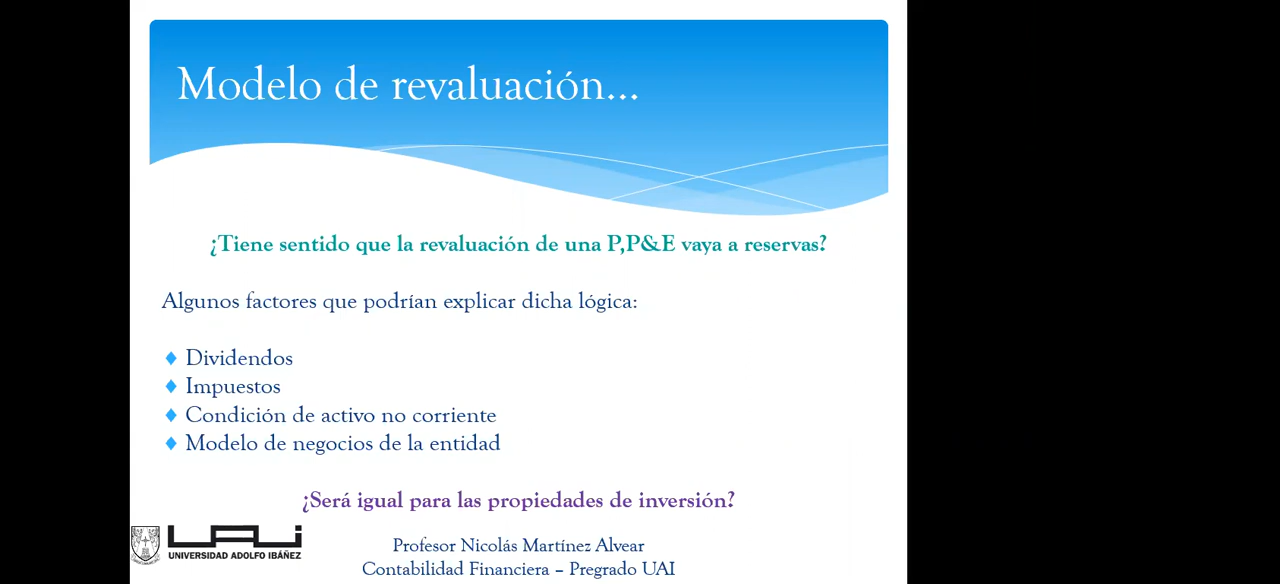 Modelo de revaluación...
¿Tiene sentido que la revaluación de una P,P&E vaya a reservas?
Algunos factores que podrían explicar dicha lógica:
Dividendos
Impuestos
Condición de activo no corriente
Modelo de negocios de la entidad
¿Será igual para las propiedades de inversión?
UAI
UNIVERSIDAD ADOLFO IBÁÑEZ
Profesor Nicolás Martínez Alvear
Contabilidad Financiera – Pregrado UAI